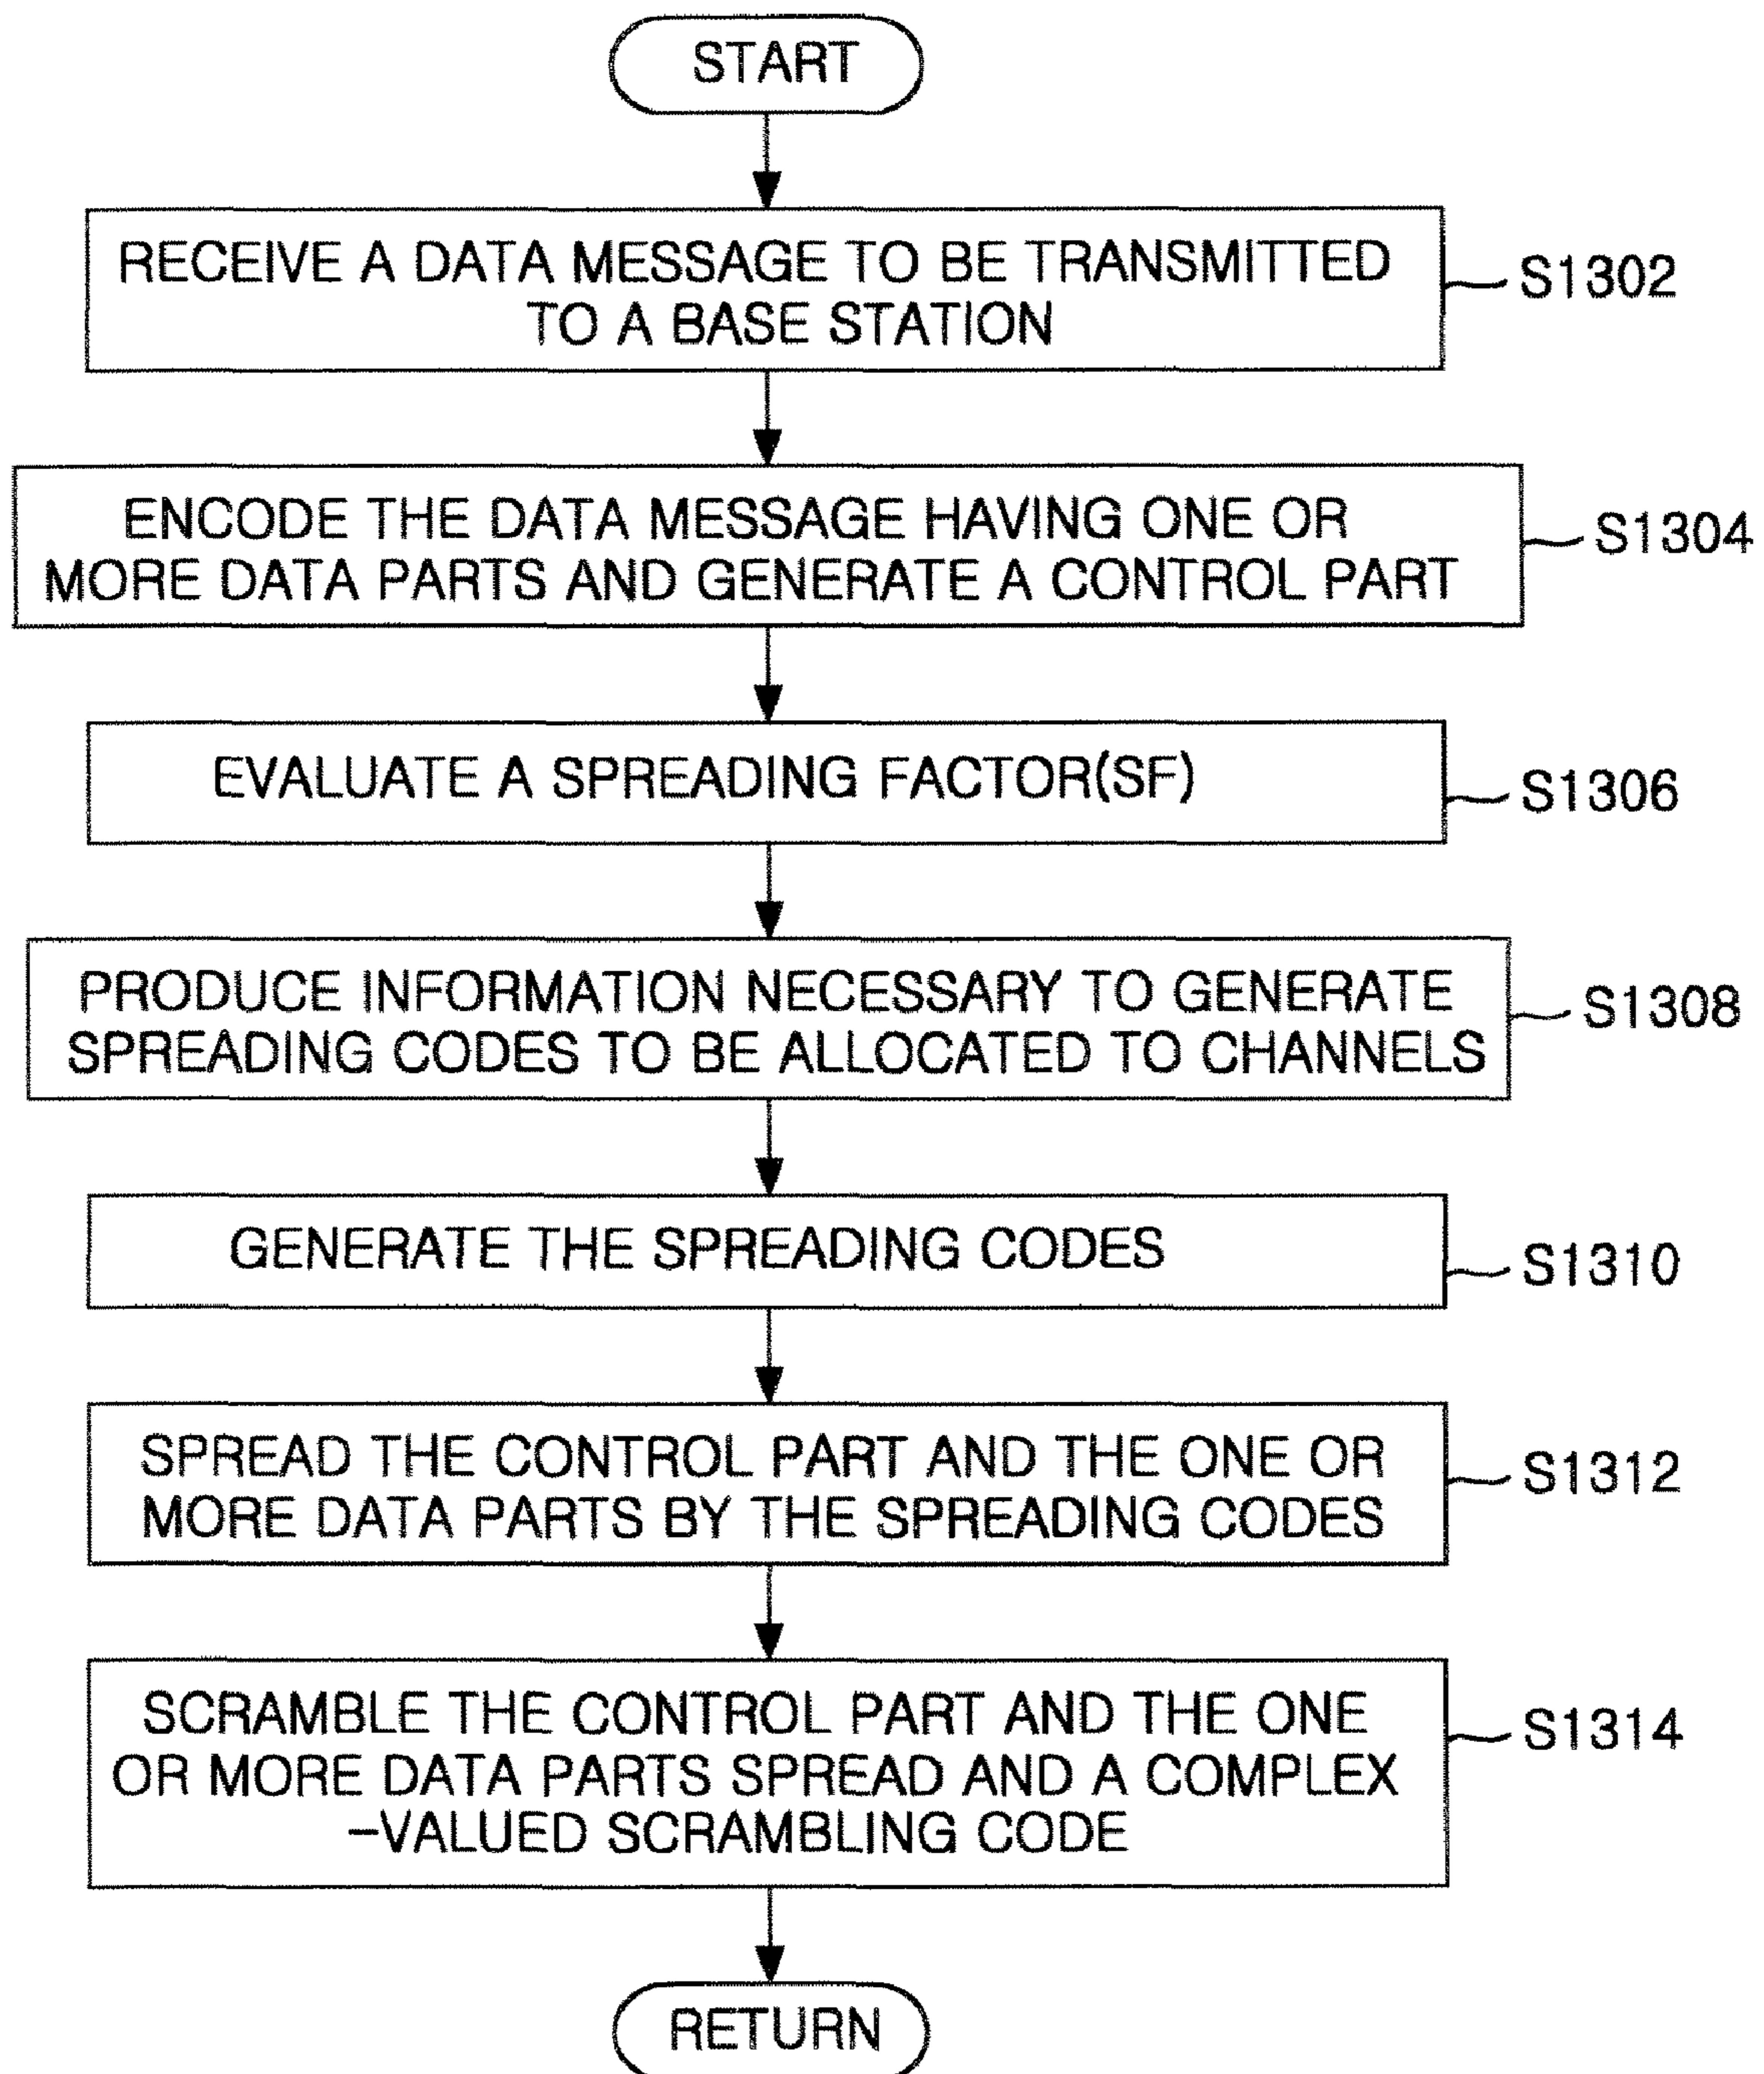 START
RECEIVE A DATA MESSAGE TO BE TRANSMITTED
TO A BASE STATION
S1302
ENCODE THE DATA MESSAGE HAVING ONE OR
MORE DATA PARTS AND GENERATE A CONTROL PART
S1304
EVALUATE A SPREADING FACTOR(SF)
S1306
PRODUCE INFORMATION NECESSARY TO GENERATE
SPREADING CODES TO BE ALLOCATED TO CHANNELS
S1308
GENERATE THE SPREADING CODES
S1310
SPREAD THE CONTROL PART AND THE ONE OR
MORE DATA PARTS BY THE SPREADING CODES
S1312
SCRAMBLE THE CONTROL PART AND THE ONE
OR MORE DATA PARTS SPREAD AND A COMPLEX
-VALUED SCRAMBLING CODE
S1314
RETURN